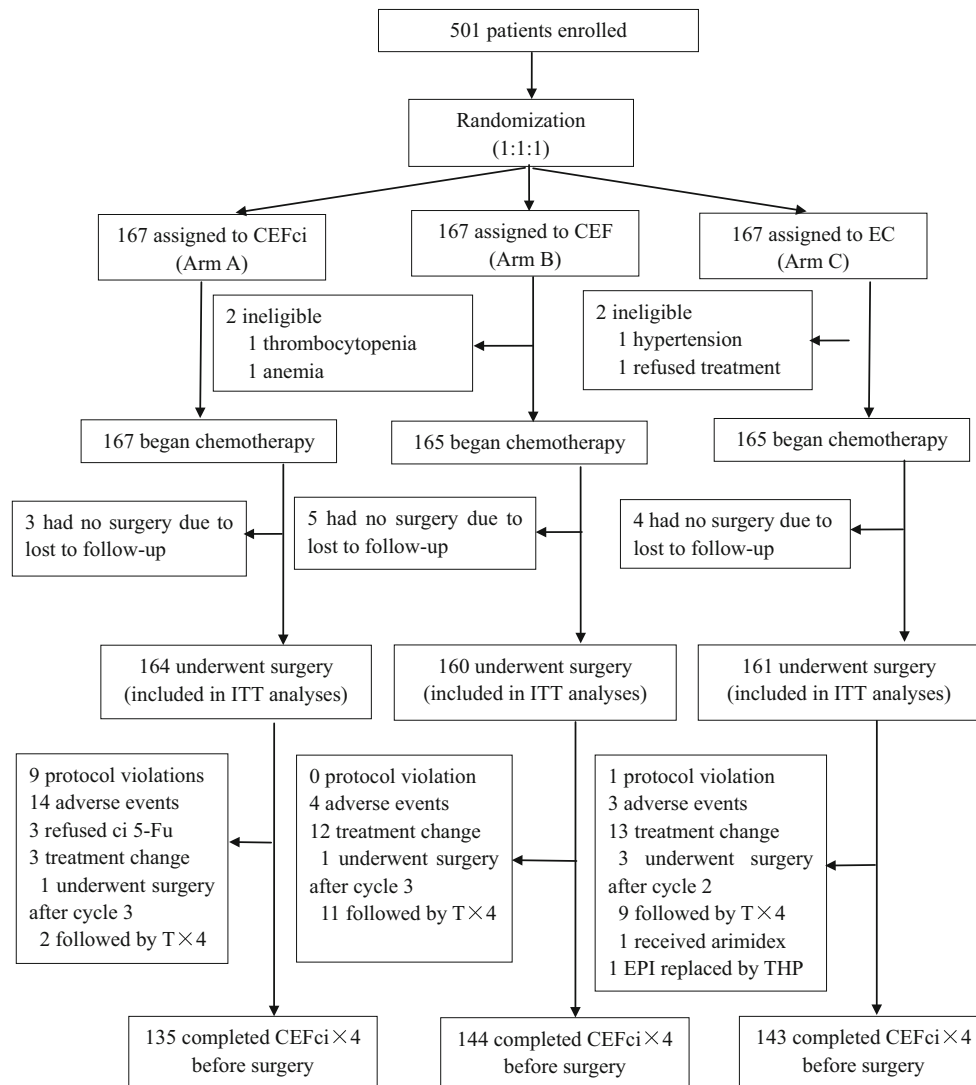 501 patients enrolled
Randomization
(1:1:1)
167 assigned to CEFci
(Arm A)
167 assigned to CEF
(Arm B)
167 assigned to EC
(Arm C)
2 ineligible
1 thrombocytopenia
1 anemia
2 ineligible
1 hypertension
1 refused treatment
167 began chemotherapy
165 began chemotherapy
165 began chemotherapy
3 had no surgery due to
lost to follow-up
5 had no surgery due to
lost to follow-up
4 had no surgery due to
lost to follow-up
164 underwent surgery
(included in ITT analyses)
160 underwent surgery
(included in ITT analyses)
161 underwent surgery
(included in ITT analyses)
9 protocol violations
14 adverse events
3 refused ci 5-Fu
3 treatment change
1 underwent surgery
after cycle 3
2 followed by T×4
0 protocol violation
4 adverse events
12 treatment change
1 underwent surgery
after cycle 3
11 followed by T×4
1 protocol violation
3 adverse events
13 treatment change
3 underwent surgery
after cycle 2
9 followed by T×4
1 received arimidex
1 EPI replaced by THP
135 completed CEFci×4
before surgery
144 completed CEFci×4
before surgery
143 completed CEFci×4
before surgery